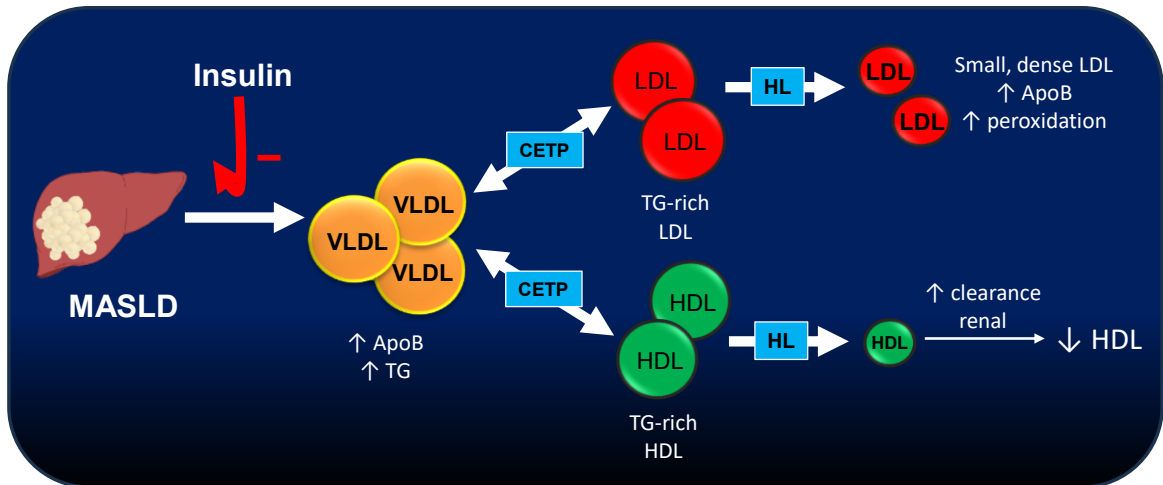 Insulin
–
MASLD
VLDL
VLDL
VLDL
↑ ApoB
↑ TG
CETP
CETP
LDL
LDL
TG-rich
LDL
HL
LDL
LDL
Small, dense LDL
↑ ApoB
↑ peroxidation
HDL
HDL
TG-rich
HDL
HL
HDL
↑ clearance
renal
↓ HDL